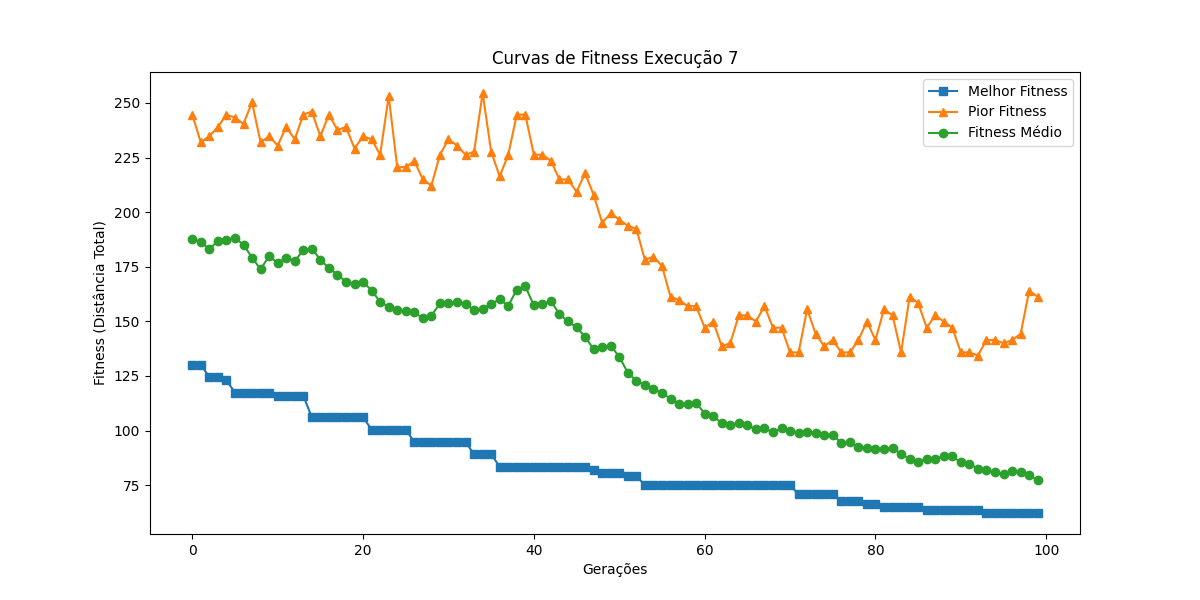 Curvas de Fitness Execução 7
Melhor Fitness
Pior Fitness
Fitness Médio
Fitness (Distância Total)
250
225
200
175
150
125
100
75
0 20 40 60 80 100
Gerações